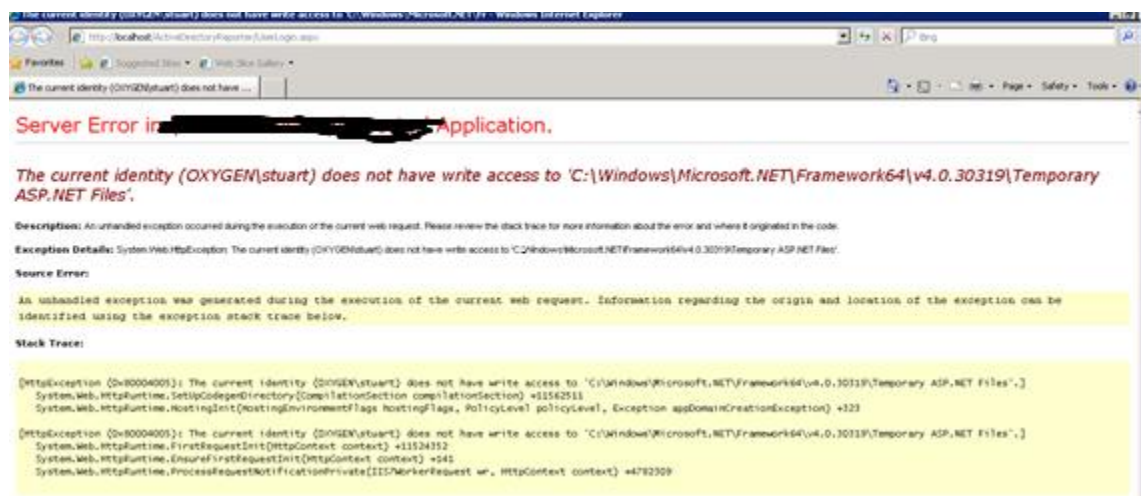 The current identity (OXYGEN\stuart) does not have write access to 'C:\Windows\Microsoft.NET\Fr - Windows Internet Explorer
http://localhost/ActiveDirectoryReporter/UserLogin.aspx
Bing
Favorites Suggested Sites Web Slice Gallery
The current identity (OXYGEN\stuart) does not have ...
Page Safety Tools
Server Error in Application.
The current identity (OXYGEN\stuart) does not have write access to 'C:\Windows\Microsoft.NET\Framework64\v4.0.30319\Temporary
ASP.NET Files'.
Description: An unhandled exception occurred during the execution of the current web request. Please review the stack trace for more information about the error and where it originated in the code.
Exception Details: System.Web.HttpException: The current identity (OXYGEN\stuart) does not have write access to 'C:\Windows\Microsoft.NET\Framework64\v4.0.30319\Temporary ASP.NET Files'.
Source Error:
An unhandled exception was generated during the execution of the current web request. Information regarding the origin and location of the exception can be
identified using the exception stack trace below.
Stack Trace:
[HttpException (0x80004005): The current identity (OXYGEN\stuart) does not have write access to 'C:\Windows\Microsoft.NET\Framework64\v4.0.30319\Temporary ASP.NET Files'.]
System.Web.HttpRuntime.SetUpCodegenDirectory(CompilationSection compilationSection) +11562511
System.Web.HttpRuntime.HostingInit(HostingEnvironmentFlags hostingFlags, PolicyLevel policyLevel, Exception appDomainCreationException) +323
[HttpException (0x80004005): The current identity (OXYGEN\stuart) does not have write access to 'C:\Windows\Microsoft.NET\Framework64\v4.0.30319\Temporary ASP.NET Files'.]
System.Web.HttpRuntime.FirstRequestInit(HttpContext context) +11524352
System.Web.HttpRuntime.EnsureFirstRequestInit(HttpContext context) +141
System.Web.HttpRuntime.ProcessRequestNotificationPrivate(IIS7WorkerRequest wr, HttpContext context) +4782309